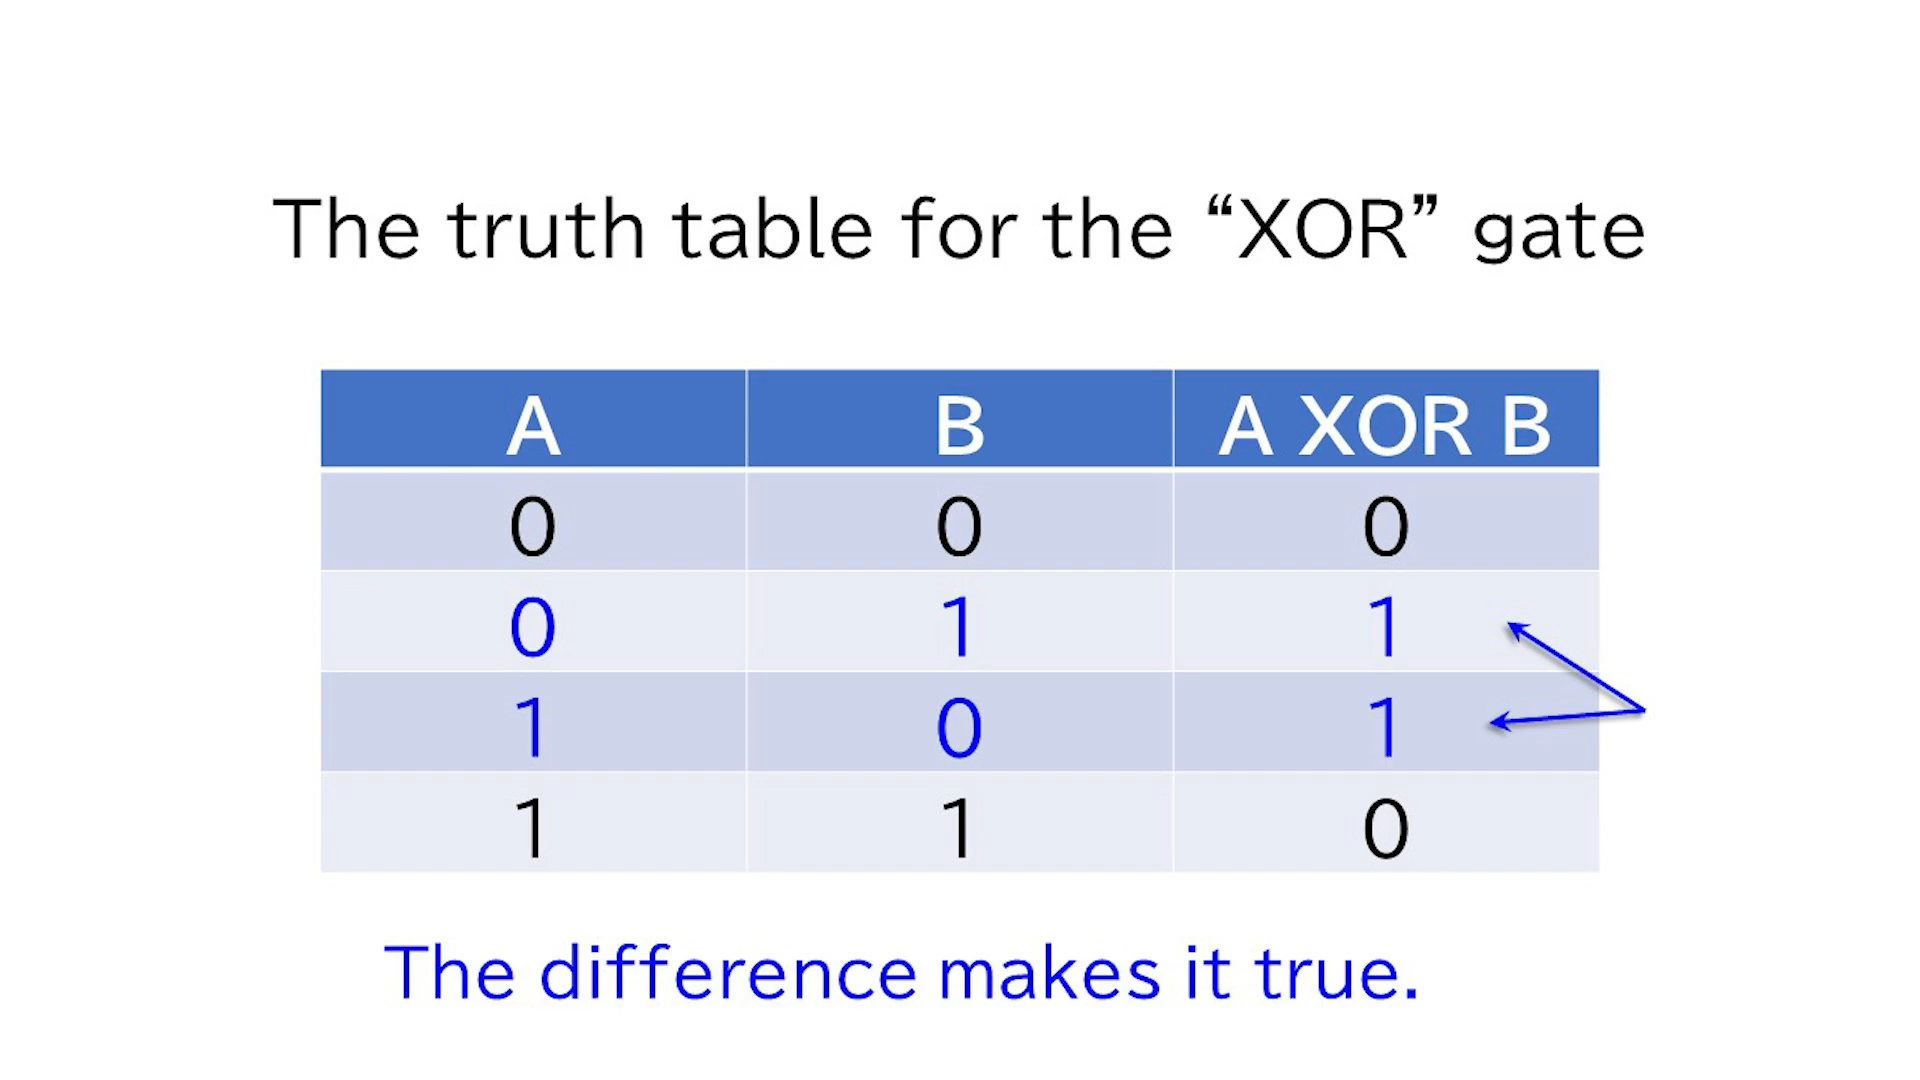 The truth table for the “XOR” gate
A B A XOR B
0 0 0
0 1 1
1 0 1
1 1 0
The difference makes it true.